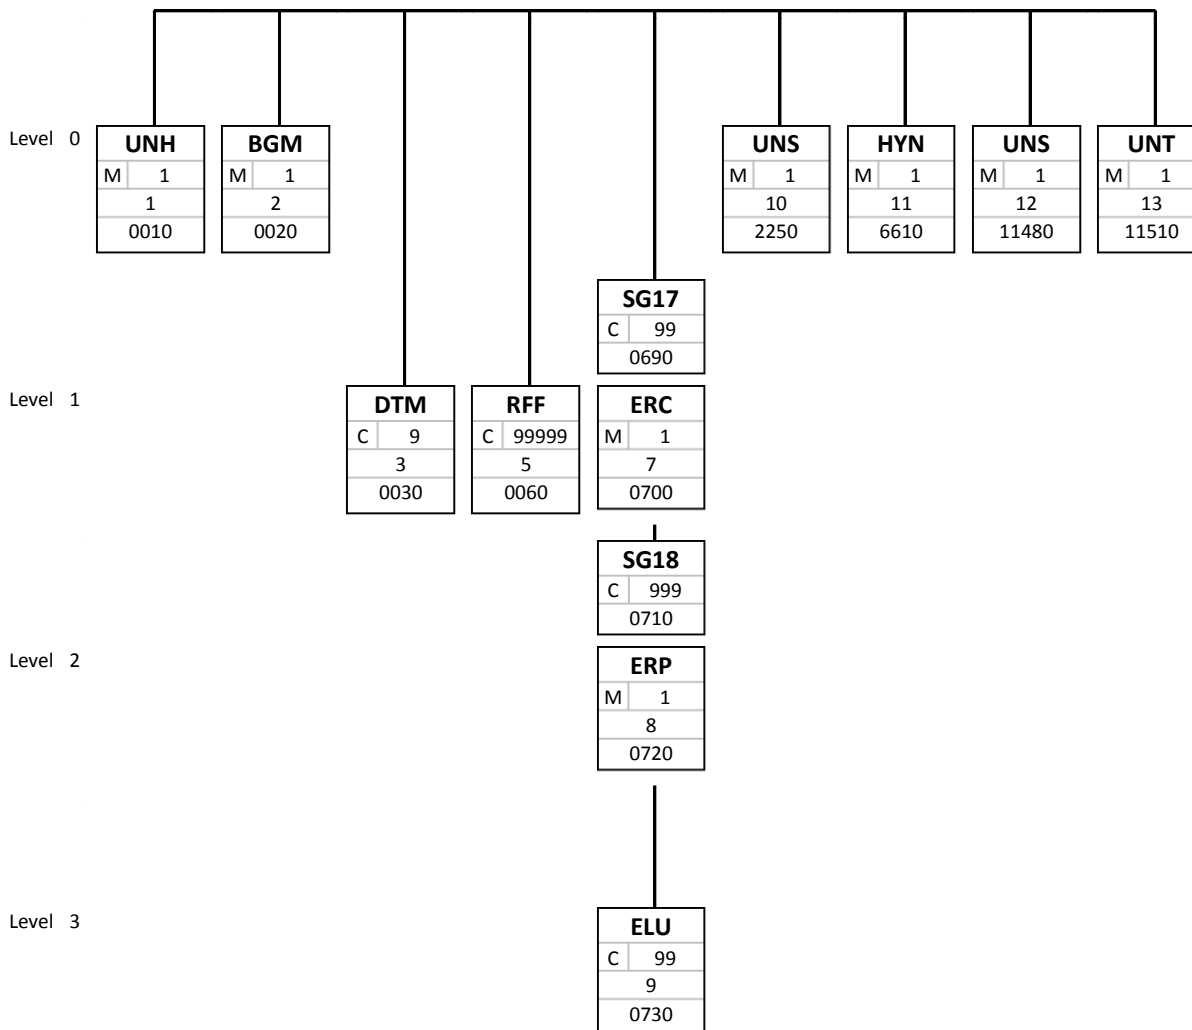 Level 0
UNH BGM UNS HYN UNS UNT
M 1 M 1 M 1 M 1 M 1 M 1
1 2 10 11 12 13
0010 0020 2250 6610 11480 11510
SG17
C 99
0690
Level 1
DTM RFF ERC
C 9 C 99999 M 1
3 5 7
0030 0060 0700
SG18
C 999
0710
Level 2
ERP
M 1
8
0720
Level 3
ELU
C 99
9
0730